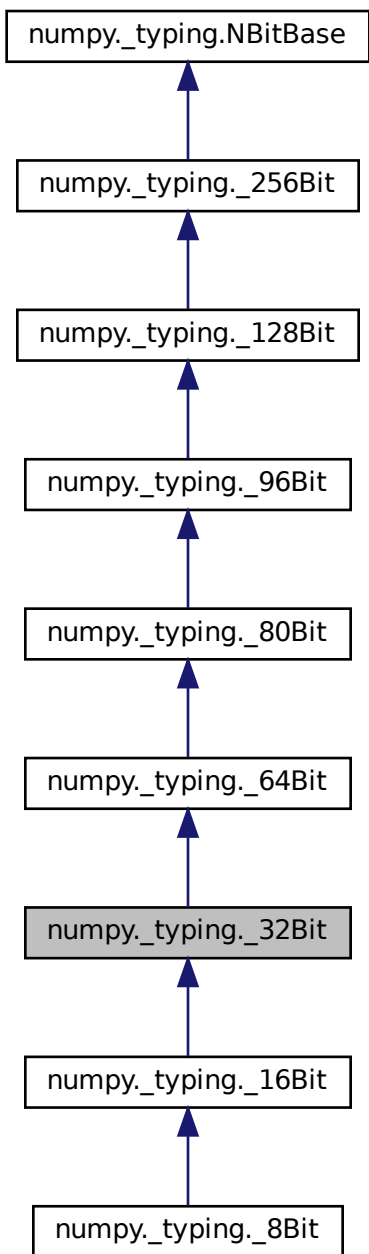 numpy._typing.NBitBase
numpy._typing._256Bit
numpy._typing._128Bit
numpy._typing._96Bit
numpy._typing._80Bit
numpy._typing._64Bit
numpy._typing._32Bit
numpy._typing._16Bit
numpy._typing._8Bit